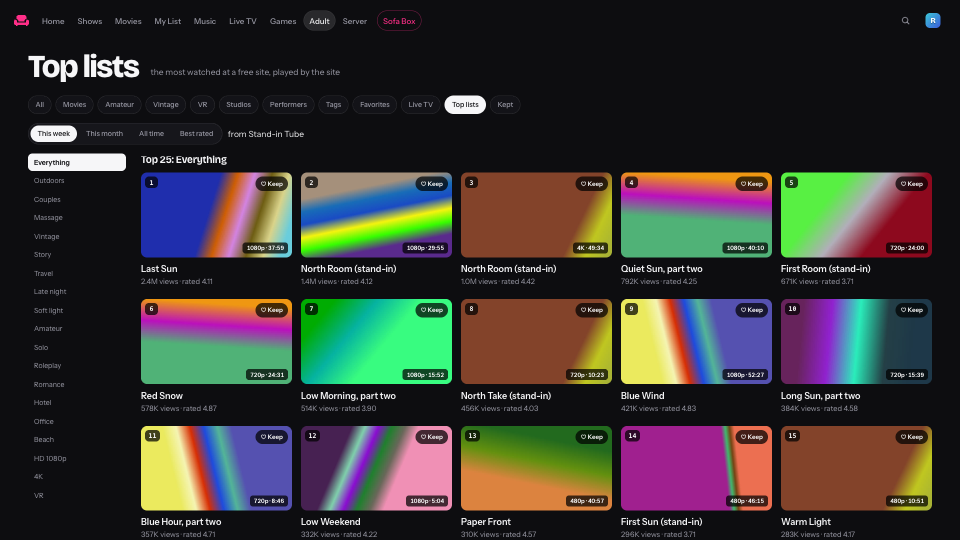 Home Shows Movies My List Music Live TV Games Adult Server Sofa Box R
Top lists the most watched at a free site, played by the site
All Movies Amateur Vintage VR Studios Performers Tags Favorites Live TV Top lists Kept
This week This month All time Best rated from Stand-in Tube
Everything
Outdoors
Couples
Massage
Vintage
Story
Travel
Late night
Soft light
Amateur
Solo
Roleplay
Romance
Hotel
Office
Beach
HD 1080p
4K
VR
Top 25: Everything
1 Keep 2 Keep 3 Keep 4 Keep 5 Keep
1080p·37:59 1080p·29:55 4K·49:34 1080p·40:10 720p·24:00
Last Sun North Room (stand-in) North Room (stand-in) Quiet Sun, part two First Room (stand-in)
2.4M views·rated 4.11 1.4M views·rated 4.12 1.0M views·rated 4.42 792K views·rated 4.25 671K views·rated 3.71
6 Keep 7 Keep 8 Keep 9 Keep 10 Keep
720p·24:31 1080p·15:52 720p·10:23 1080p·52:27 720p·15:39
Red Snow Low Morning, part two North Take (stand-in) Blue Wind Long Sun, part two
578K views·rated 4.87 514K views·rated 3.90 456K views·rated 4.03 421K views·rated 4.83 384K views·rated 4.58
11 Keep 12 Keep 13 Keep 14 Keep 15 Keep
720p·8:46 1080p·5:04 480p·40:57 480p·46:15 480p·10:51
Blue Hour, part two Low Weekend Paper Front First Sun (stand-in) Warm Light
357K views·rated 4.71 332K views·rated 4.22 310K views·rated 4.57 296K views·rated 3.71 283K views·rated 4.17